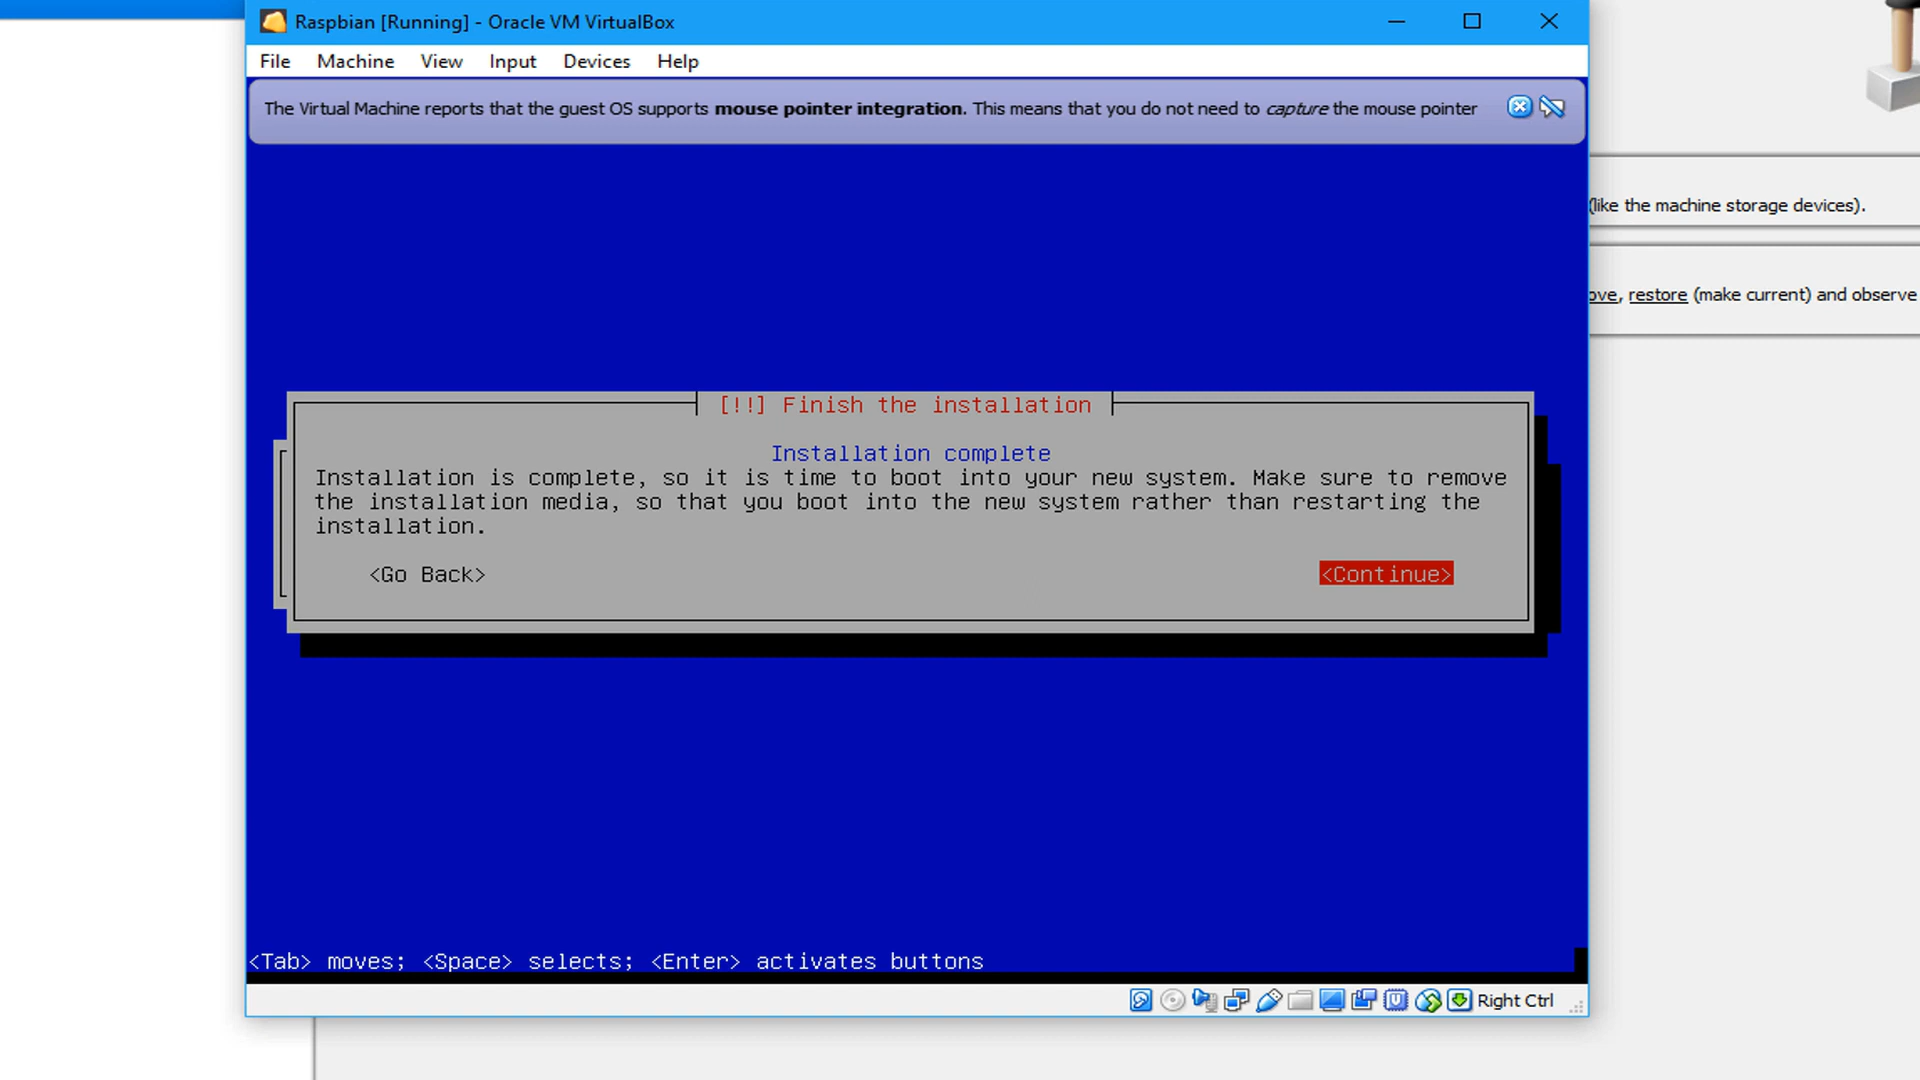 Raspbian [Running] - Oracle VM VirtualBox
File Machine View Input Devices Help
The Virtual Machine reports that the guest OS supports mouse pointer integration. This means that you do not need to capture the mouse pointer
(like the machine storage devices).
restore (make current) and observe
[!!] Finish the installation
Installation complete
Installation is complete, so it is time to boot into your new system. Make sure to remove
the installation media, so that you boot into the new system rather than restarting the
installation.
<Go Back> <Continue>
<Tab> moves; <Space> selects; <Enter> activates buttons
Right Ctrl